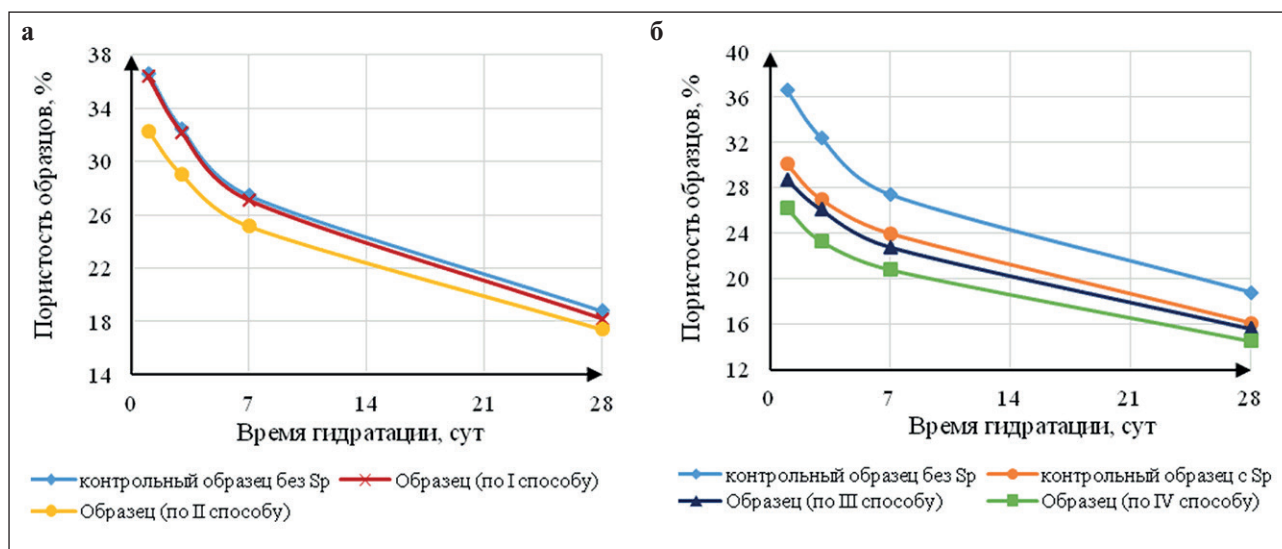 а
Пористость образцов, %
38
34
30
26
22
18
14
0 7 14 21 28
Время гидратации, сут
контрольный образец без Sp
Образец (по I способу)
Образец (по II способу)
б
Пористость образцов, %
40
36
32
28
24
20
16
12
0 7 14 21 28
Время гидратации, сут
контрольный образец без Sp
контрольный образец с Sp
Образец (по III способу)
Образец (по IV способу)